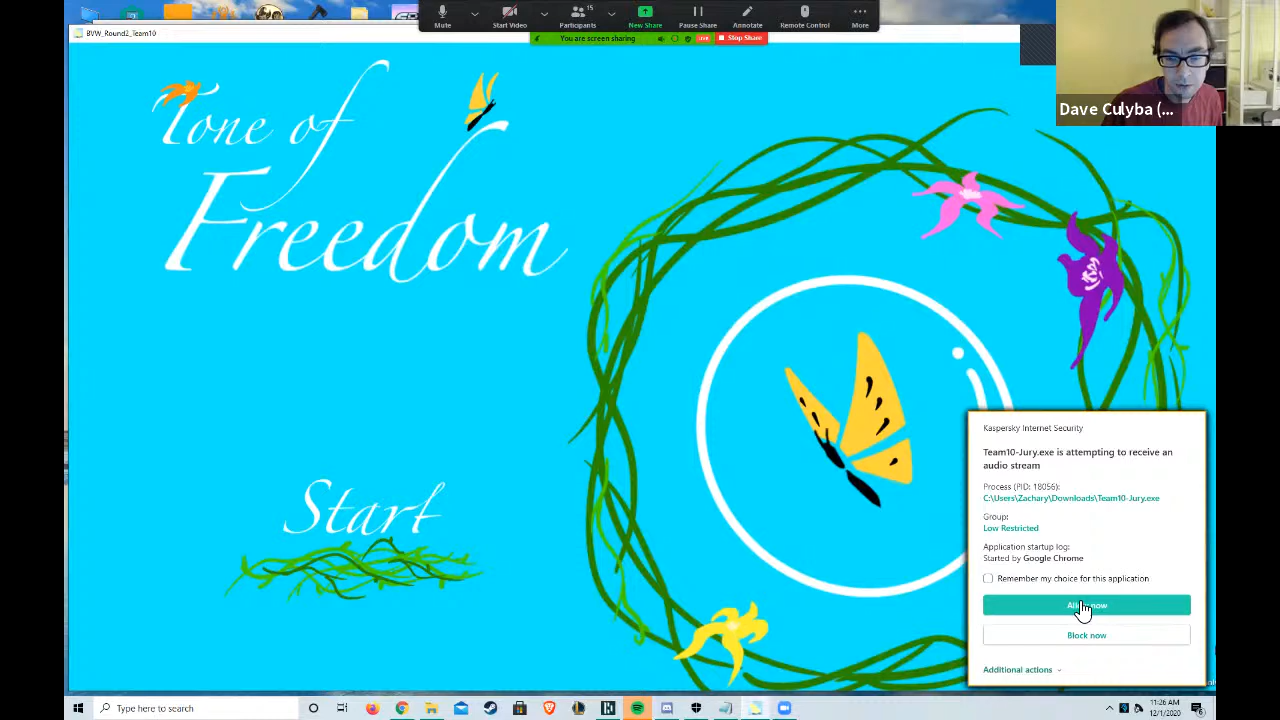 Mute
Start Video
Participants
15
New Share
Pause Share
Annotate
Remote Control
More
BVW_Round2_Team10
You are screen sharing
LIVE
Stop Share
Dave Culyba (...
Tone of
Freedom
Start
Kaspersky Internet Security
Team10-Jury.exe is attempting to receive an
audio stream
Process (PID: 18056):
C:\Users\Zachary\Downloads\Team10-Jury.exe
Group:
Low Restricted
Application startup log:
Started by Google Chrome
Remember my choice for this application
now
Block now
Additional actions
Type here to search
11:26 AM
12/1/2020
6